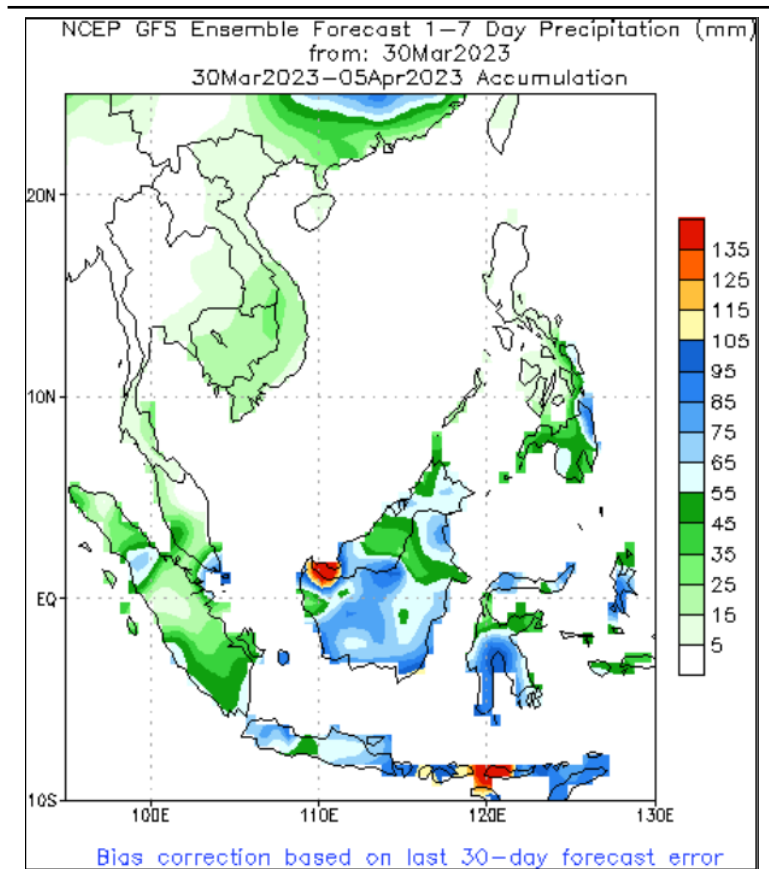 NCEP GFS Ensemble Forecast 1-7 Day Precipitation (mm)
from: 30Mar2023
30Mar2023-05Apr2023 Accumulation
20N
10N
EQ
10S
100E
110E
120E
130E
135
125
115
105
95
85
75
65
55
45
35
25
15
5
Bias correction based on last 30-day forecast error